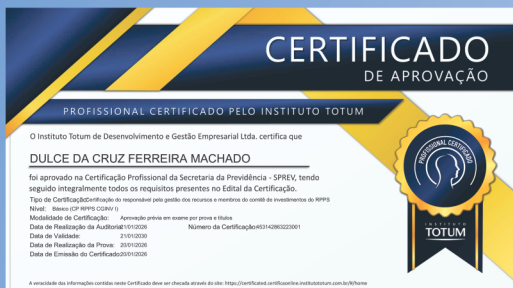 CERTIFICADO
DE APROVAÇÃO
PROFISSIONAL CERTIFICADO PELO INSTITUTO TOTUM
O Instituto Totum de Desenvolvimento e Gestão Empresarial Ltda. certifica que
DULCE DA CRUZ FERREIRA MACHADO
foi aprovado na Certificação Profissional da Secretaria da Previdência - SPREV, tendo
seguido integralmente todos os requisitos presentes no Edital da Certificação.
Tipo de Certificação: Certificação do responsável pela gestão dos recursos e membros do comitê de investimentos do RPPS
Nível: Básico (CP RPPS CGINV I)
Modalidade de Certificação: Aprovação prévia em exame por prova e títulos
Data de Realização da Auditoria: 21/01/2026 Número da Certificação: 463142863223001
Data de Validade: 21/01/2030
Data de Realização da Prova: 20/01/2026
Data de Emissão do Certificado: 20/01/2026
PROFISSIONAL CERTIFICADO
INSTITUTO
TOTUM
A veracidade das informações contidas neste Certificado deve ser checada através do site: https://certificated.certificaonline.institutototum.com.br/#/home